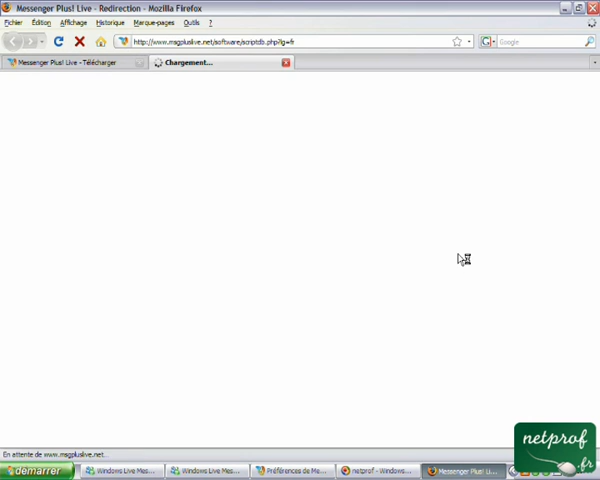 Messenger Plus! Live - Redirection - Mozilla Firefox
Fichier Édition Affichage Historique Marque-pages Outils ?
http://www.msgpluslive.net/software/scriptdb.php?lg=fr
Google
Messenger Plus! Live - Télécharger Chargement...
En attente de www.msgpluslive.net...
démarrer Windows Live Mes... Windows Live Mes... Préférences de Me... netprof - Windows... Messenger Plus! Li...
netprof
.fr